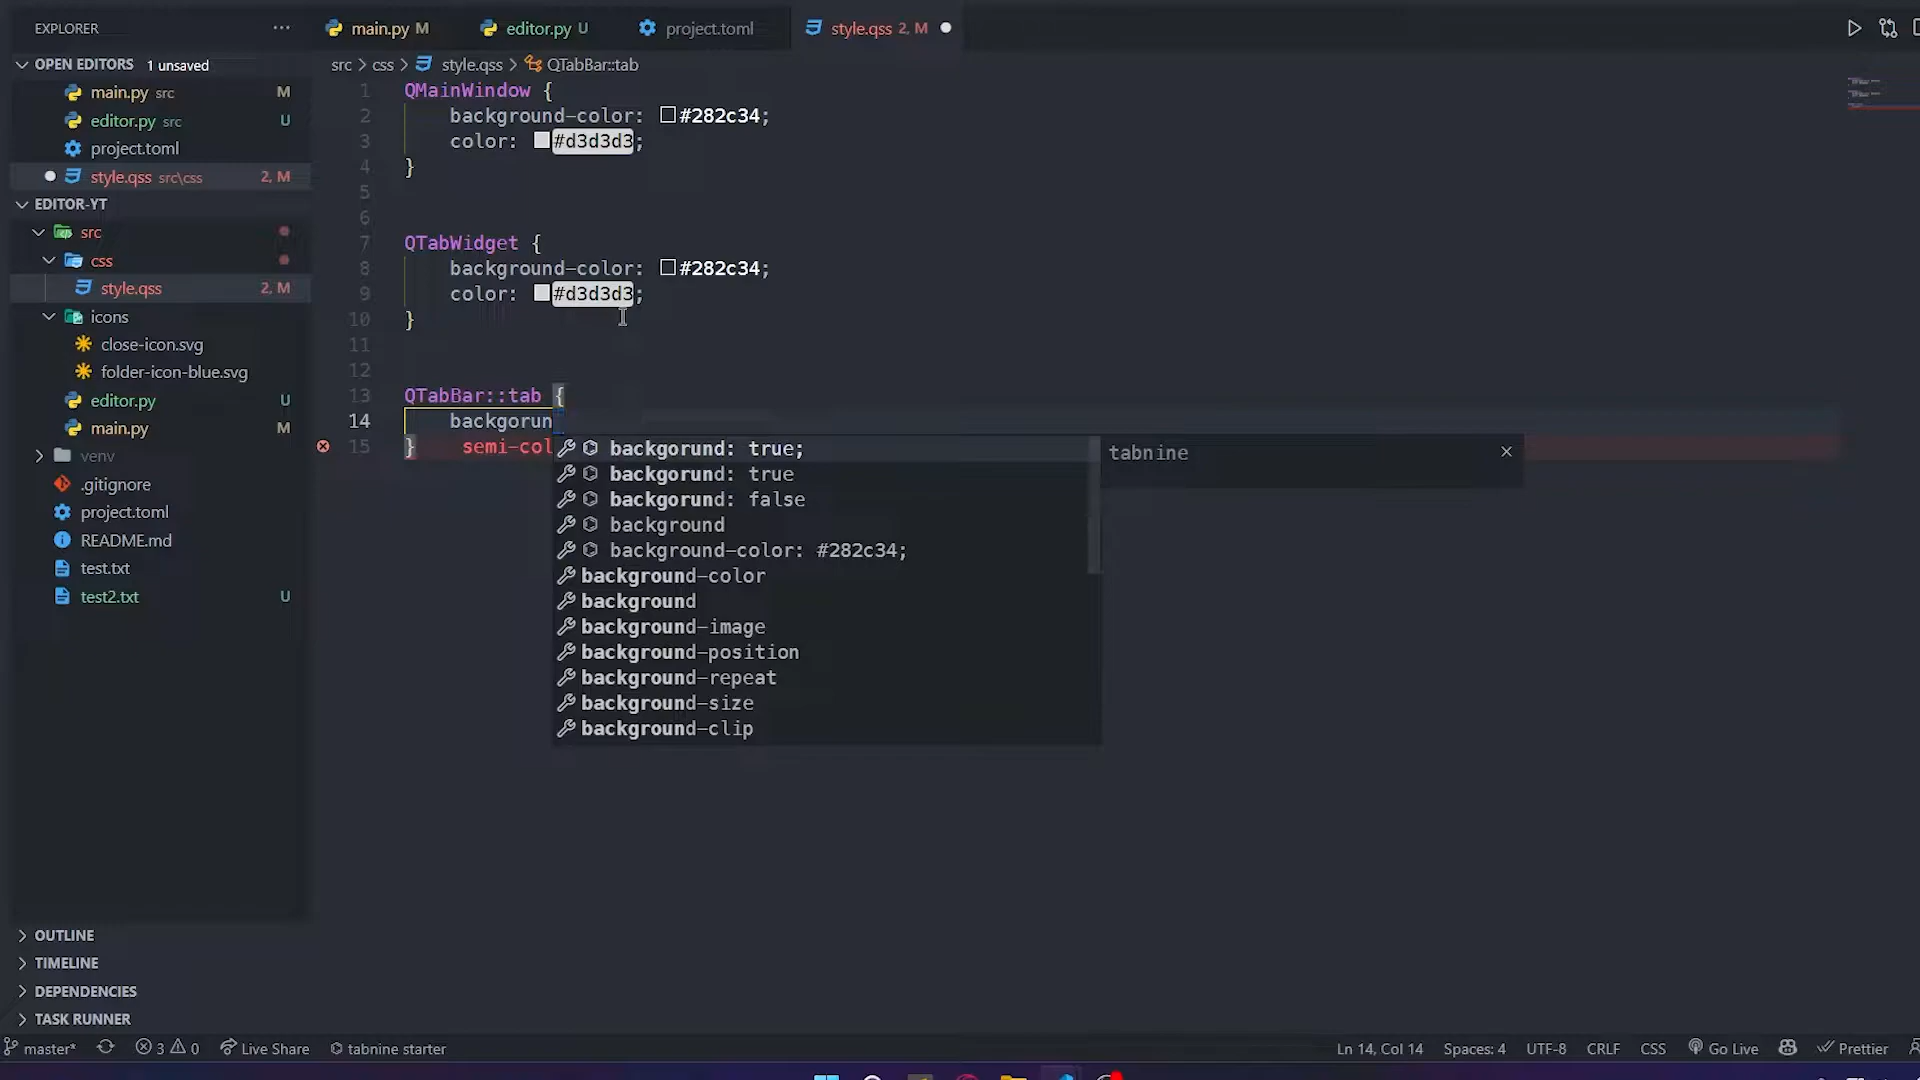 EXPLORER ···
main.py M
editor.py U
project.toml
style.qss 2, M
OPEN EDITORS 1 unsaved
main.py src M
editor.py src U
project.toml
style.qss src\css 2, M
EDITOR-YT
src
css
style.qss 2, M
icons
close-icon.svg
folder-icon-blue.svg
editor.py U
main.py M
venv
.gitignore
project.toml
README.md
test.txt
test2.txt U
OUTLINE
TIMELINE
DEPENDENCIES
TASK RUNNER
src > css > style.qss > QTabBar::tab
1 QMainWindow {
2 background-color: #282c34;
3 color: #d3d3d3;
4 }
5
6
7 QTabWidget {
8 background-color: #282c34;
9 color: #d3d3d3;
10 }
11
12
13 QTabBar::tab {
14 backgorun
15 } semi-col
backgorund: true;
backgorund: true
backgorund: false
background
background-color: #282c34;
background-color
background
background-image
background-position
background-repeat
background-size
background-clip
tabnine
master* 3 0 Live Share tabnine starter
Ln 14, Col 14 Spaces: 4 UTF-8 CRLF CSS Go Live Prettier